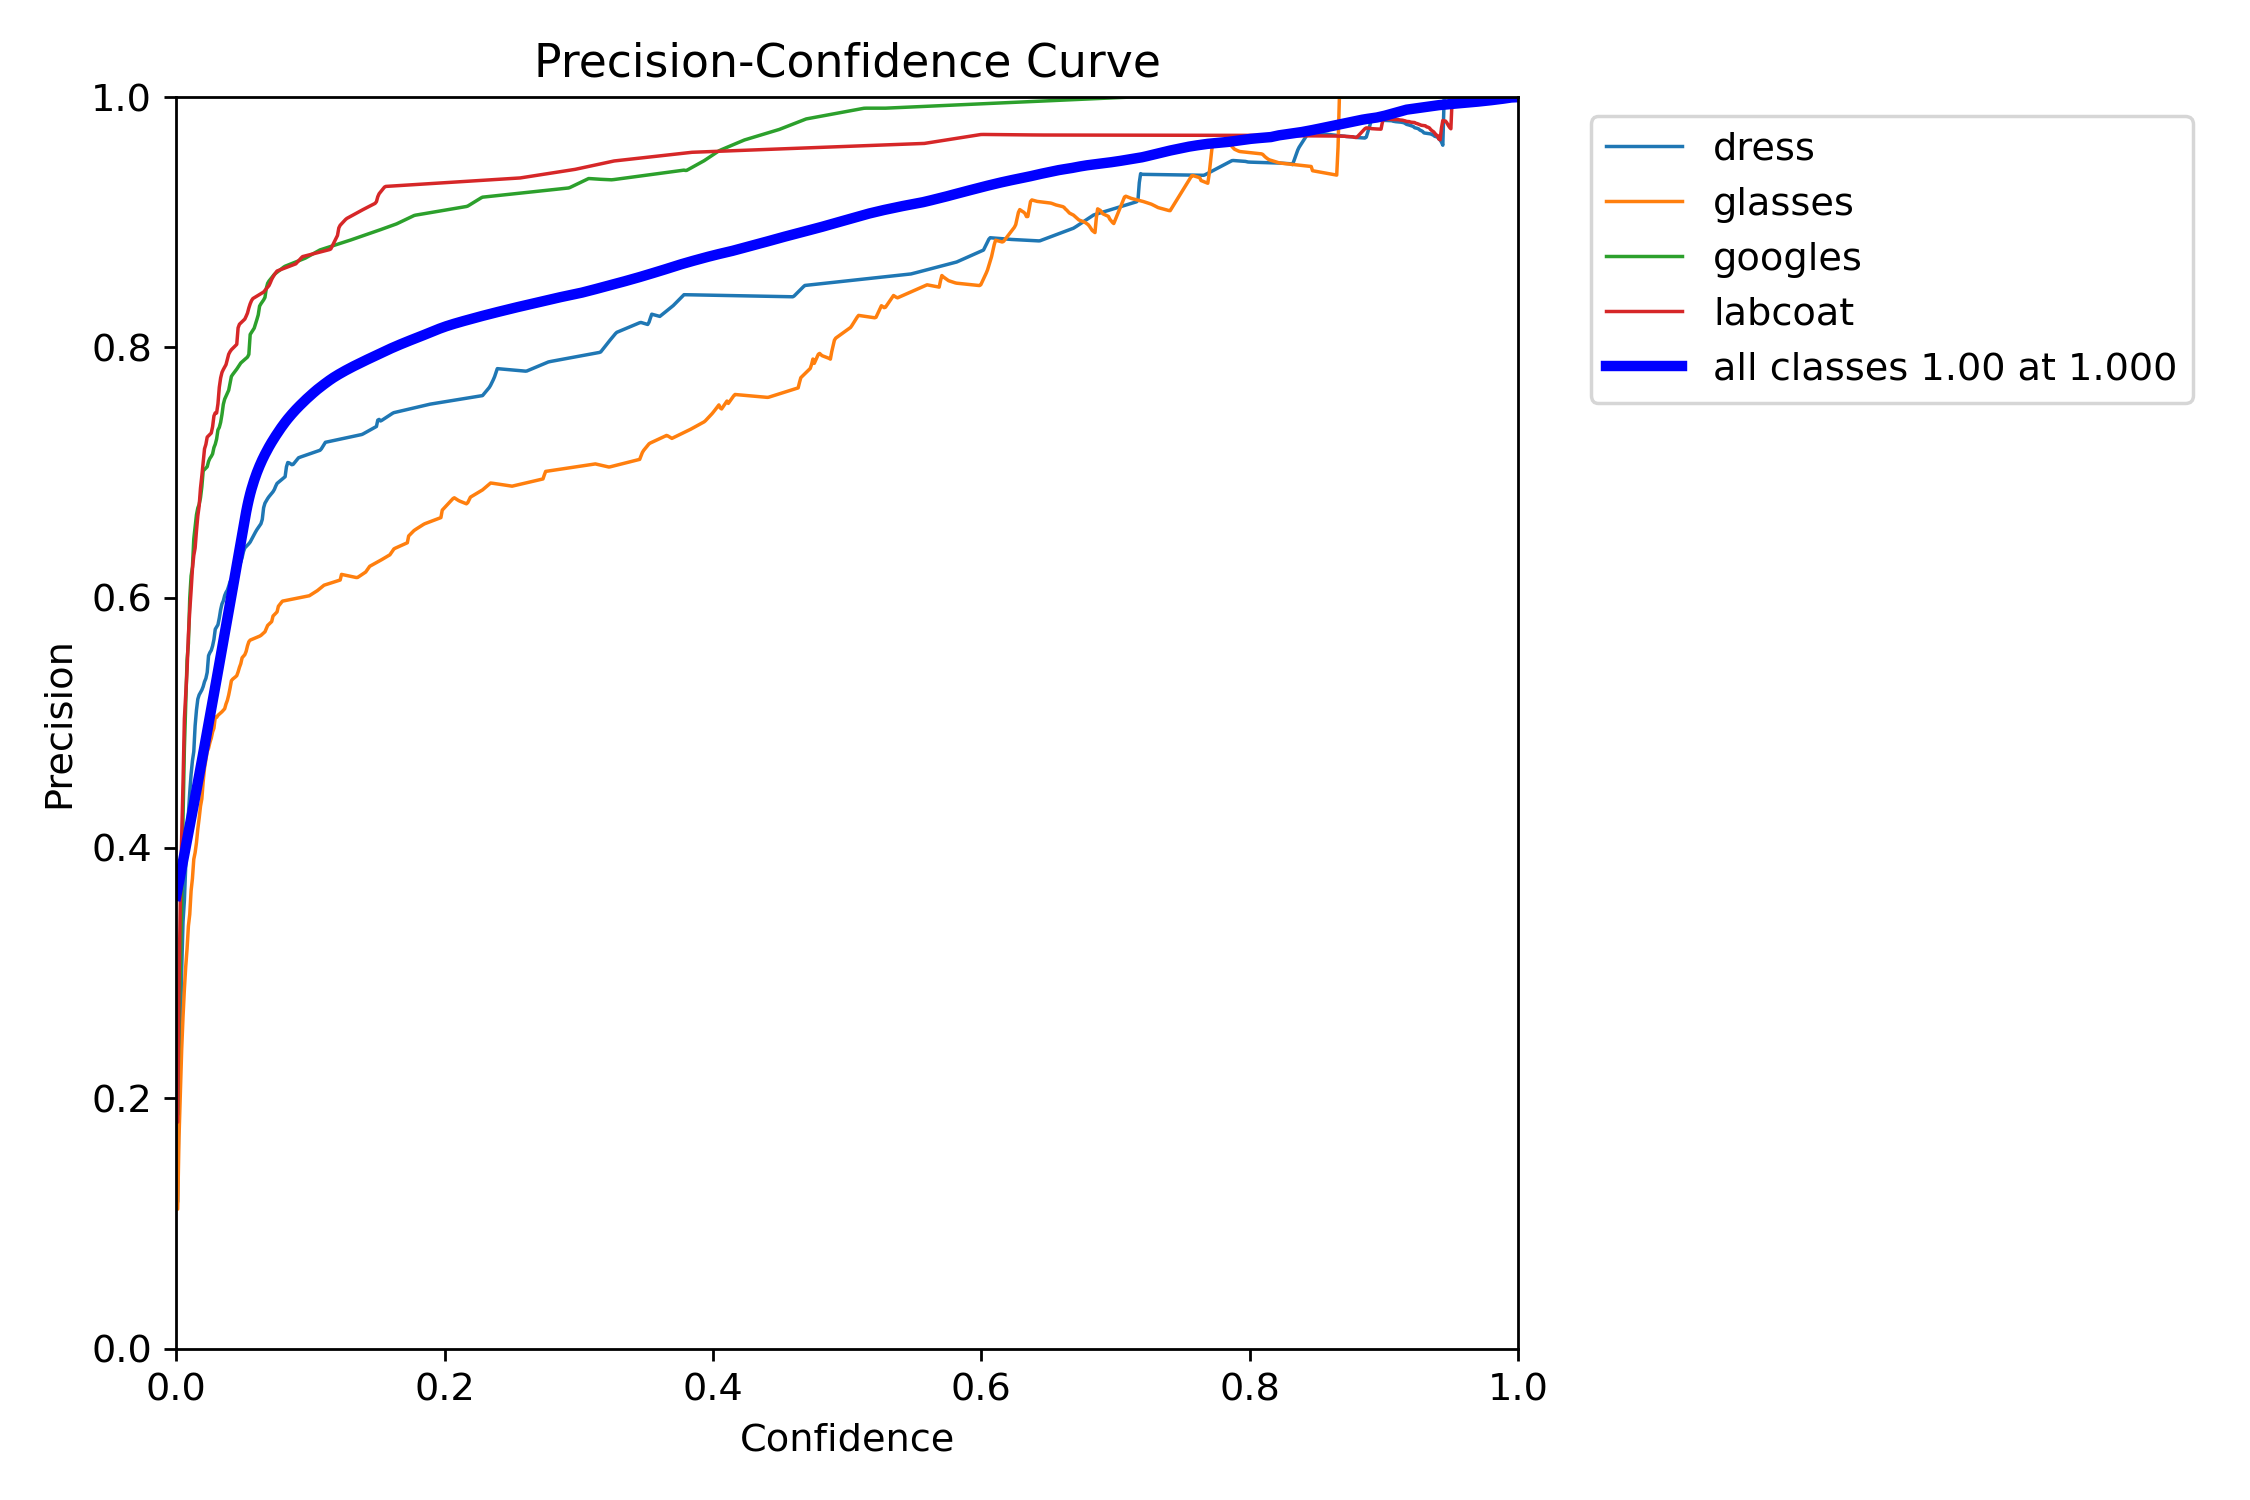 Precision-Confidence Curve
1.0
0.8
0.6
0.4
0.2
0.0
Precision
0.0 0.2 0.4 0.6 0.8 1.0
Confidence
dress
glasses
googles
labcoat
all classes 1.00 at 1.000